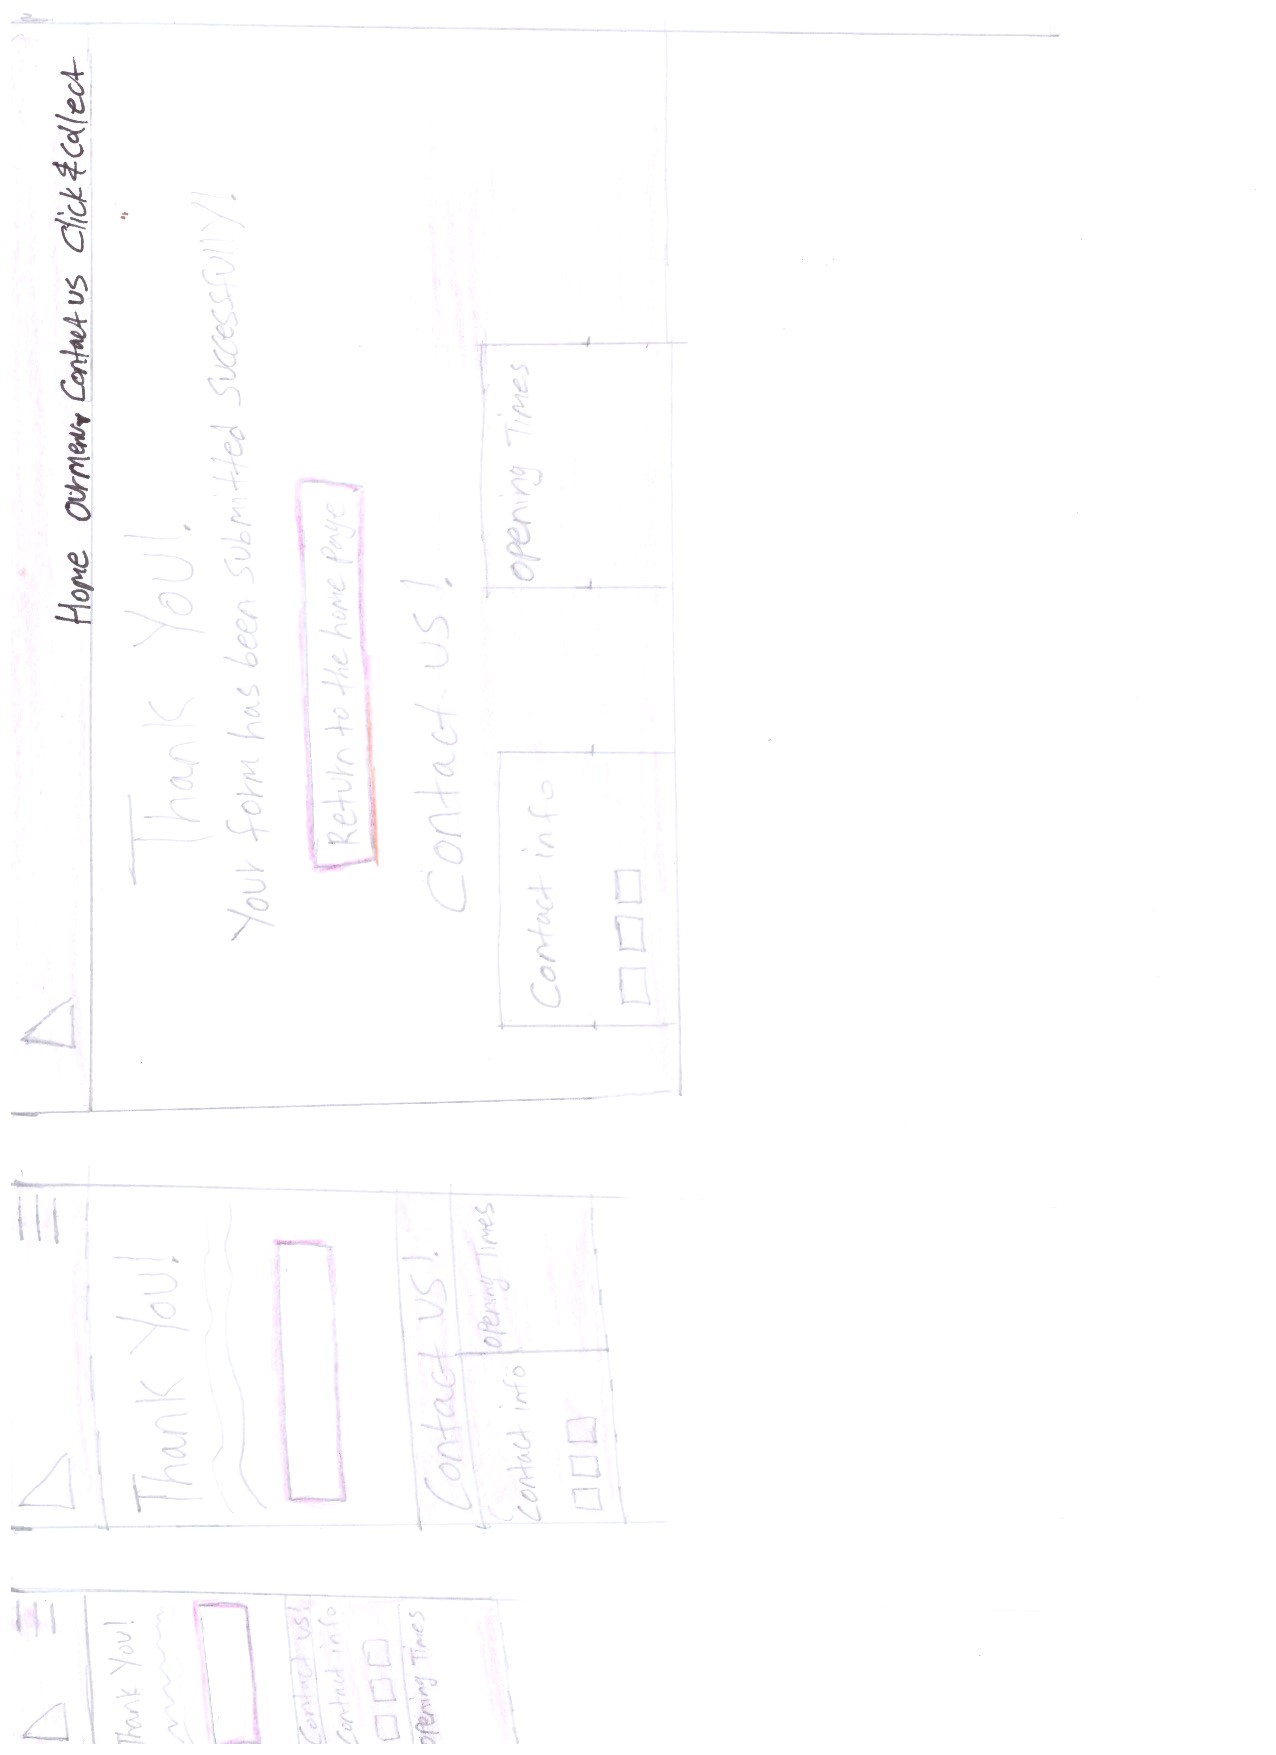 Thank You!
Contact us!
Contact info
Opening Times
Thank You!
Contact us!
Contact info
Opening Times
Home Our menu Contact us Click & Collect
Thank You!
Your form has been submitted successfully!
Return to the home page
Contact us!
Contact info
Opening Times